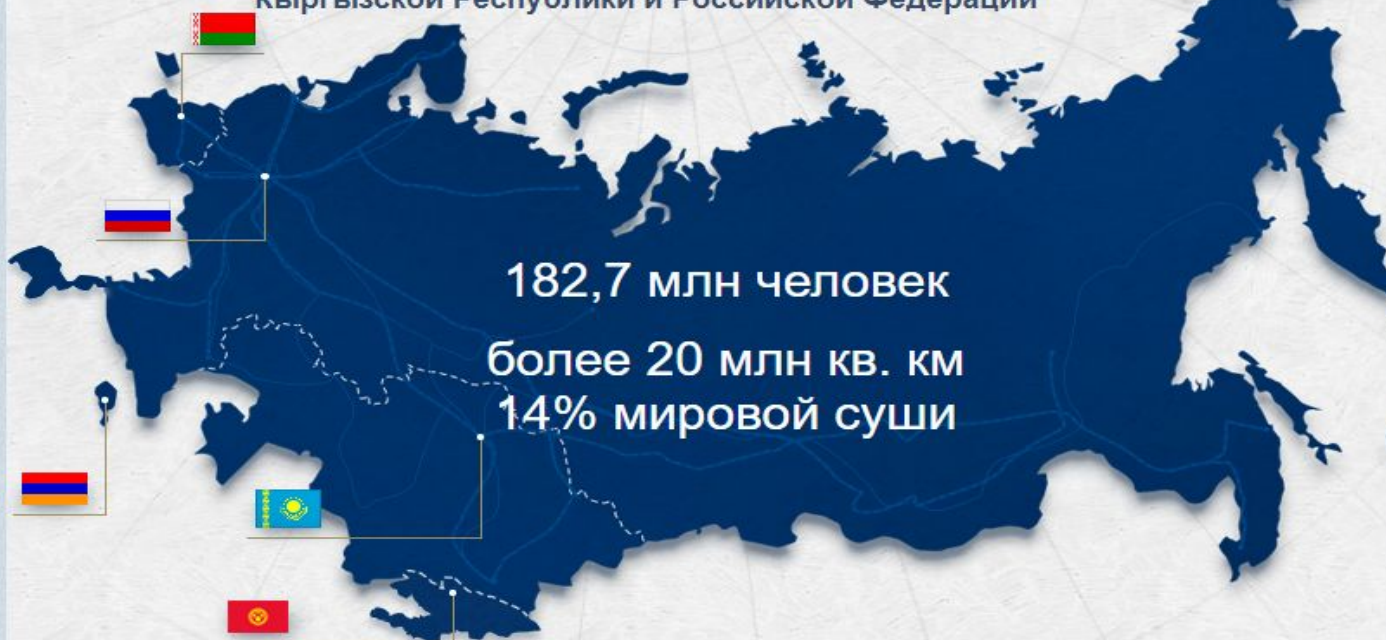 Кыргызской Республики и Российской Федерации
182,7 млн человек
более 20 млн кв. км
14% мировой суши